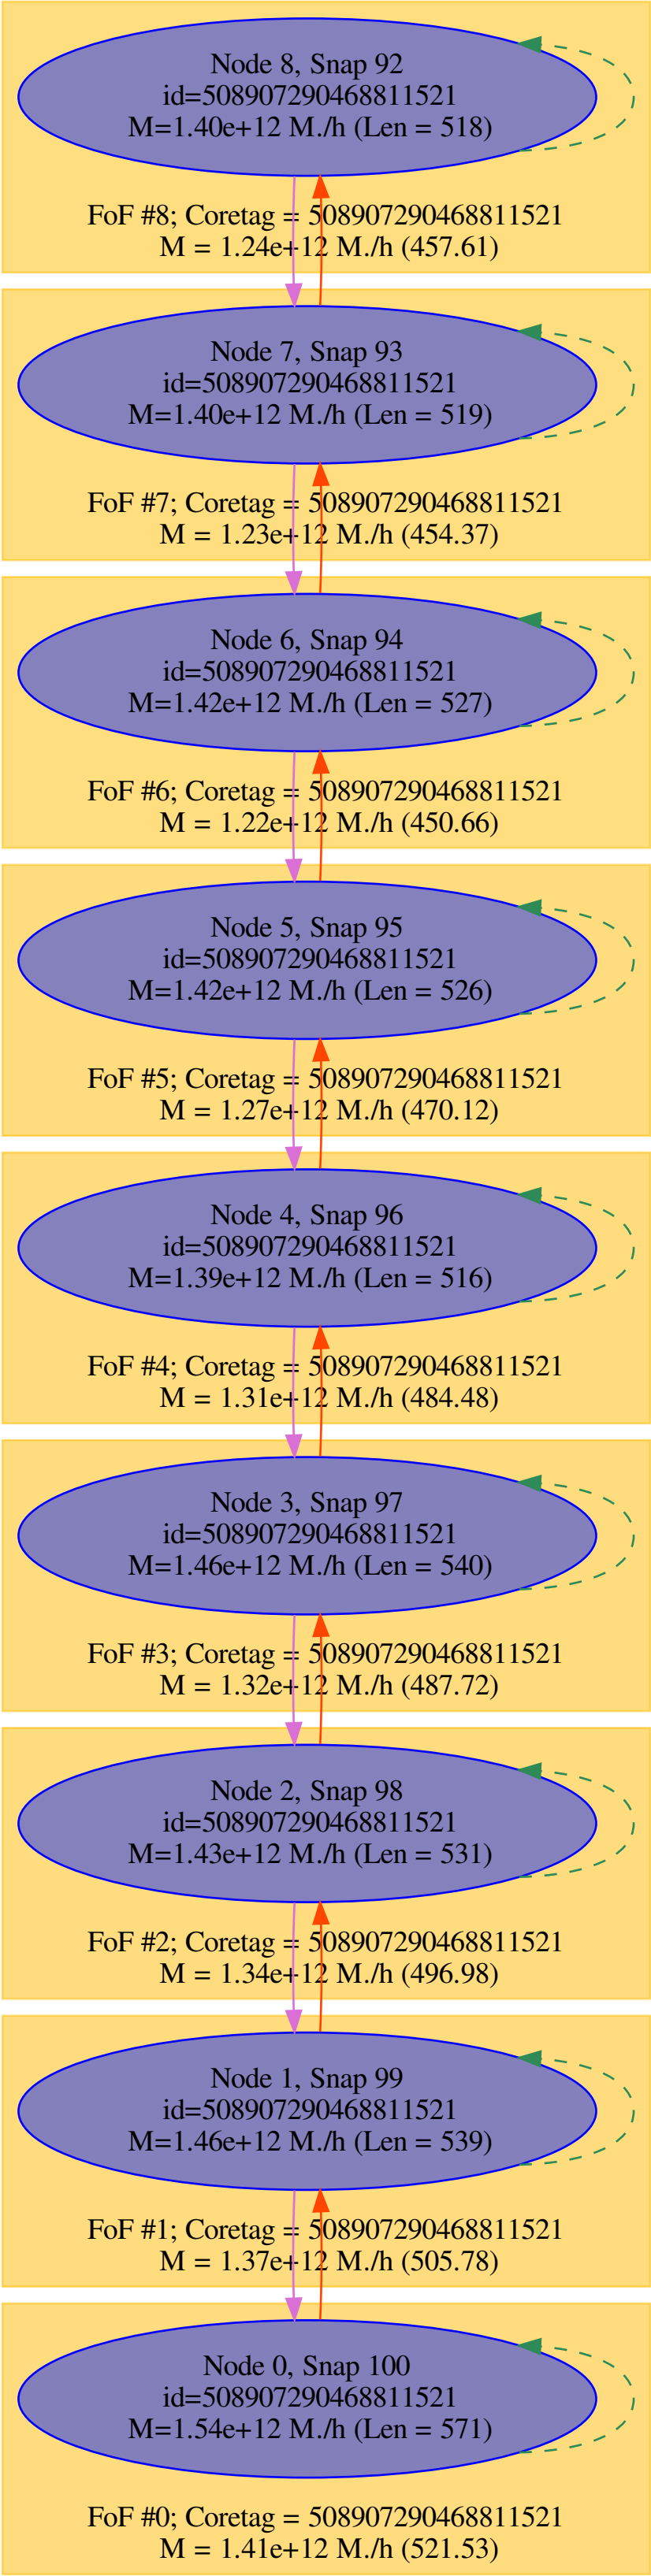 Node 8, Snap 92
id=508907290468811521
M=1.40e+12 M./h (Len = 518)
FoF #8; Coretag = 508907290468811521
M = 1.24e+12 M./h (457.61)
Node 7, Snap 93
id=508907290468811521
M=1.40e+12 M./h (Len = 519)
FoF #7; Coretag = 508907290468811521
M = 1.23e+12 M./h (454.37)
Node 6, Snap 94
id=508907290468811521
M=1.42e+12 M./h (Len = 527)
FoF #6; Coretag = 508907290468811521
M = 1.22e+12 M./h (450.66)
Node 5, Snap 95
id=508907290468811521
M=1.42e+12 M./h (Len = 526)
FoF #5; Coretag = 508907290468811521
M = 1.27e+12 M./h (470.12)
Node 4, Snap 96
id=508907290468811521
M=1.39e+12 M./h (Len = 516)
FoF #4; Coretag = 508907290468811521
M = 1.31e+12 M./h (484.48)
Node 3, Snap 97
id=508907290468811521
M=1.46e+12 M./h (Len = 540)
FoF #3; Coretag = 508907290468811521
M = 1.32e+12 M./h (487.72)
Node 2, Snap 98
id=508907290468811521
M=1.43e+12 M./h (Len = 531)
FoF #2; Coretag = 508907290468811521
M = 1.34e+12 M./h (496.98)
Node 1, Snap 99
id=508907290468811521
M=1.46e+12 M./h (Len = 539)
FoF #1; Coretag = 508907290468811521
M = 1.37e+12 M./h (505.78)
Node 0, Snap 100
id=508907290468811521
M=1.54e+12 M./h (Len = 571)
FoF #0; Coretag = 508907290468811521
M = 1.41e+12 M./h (521.53)